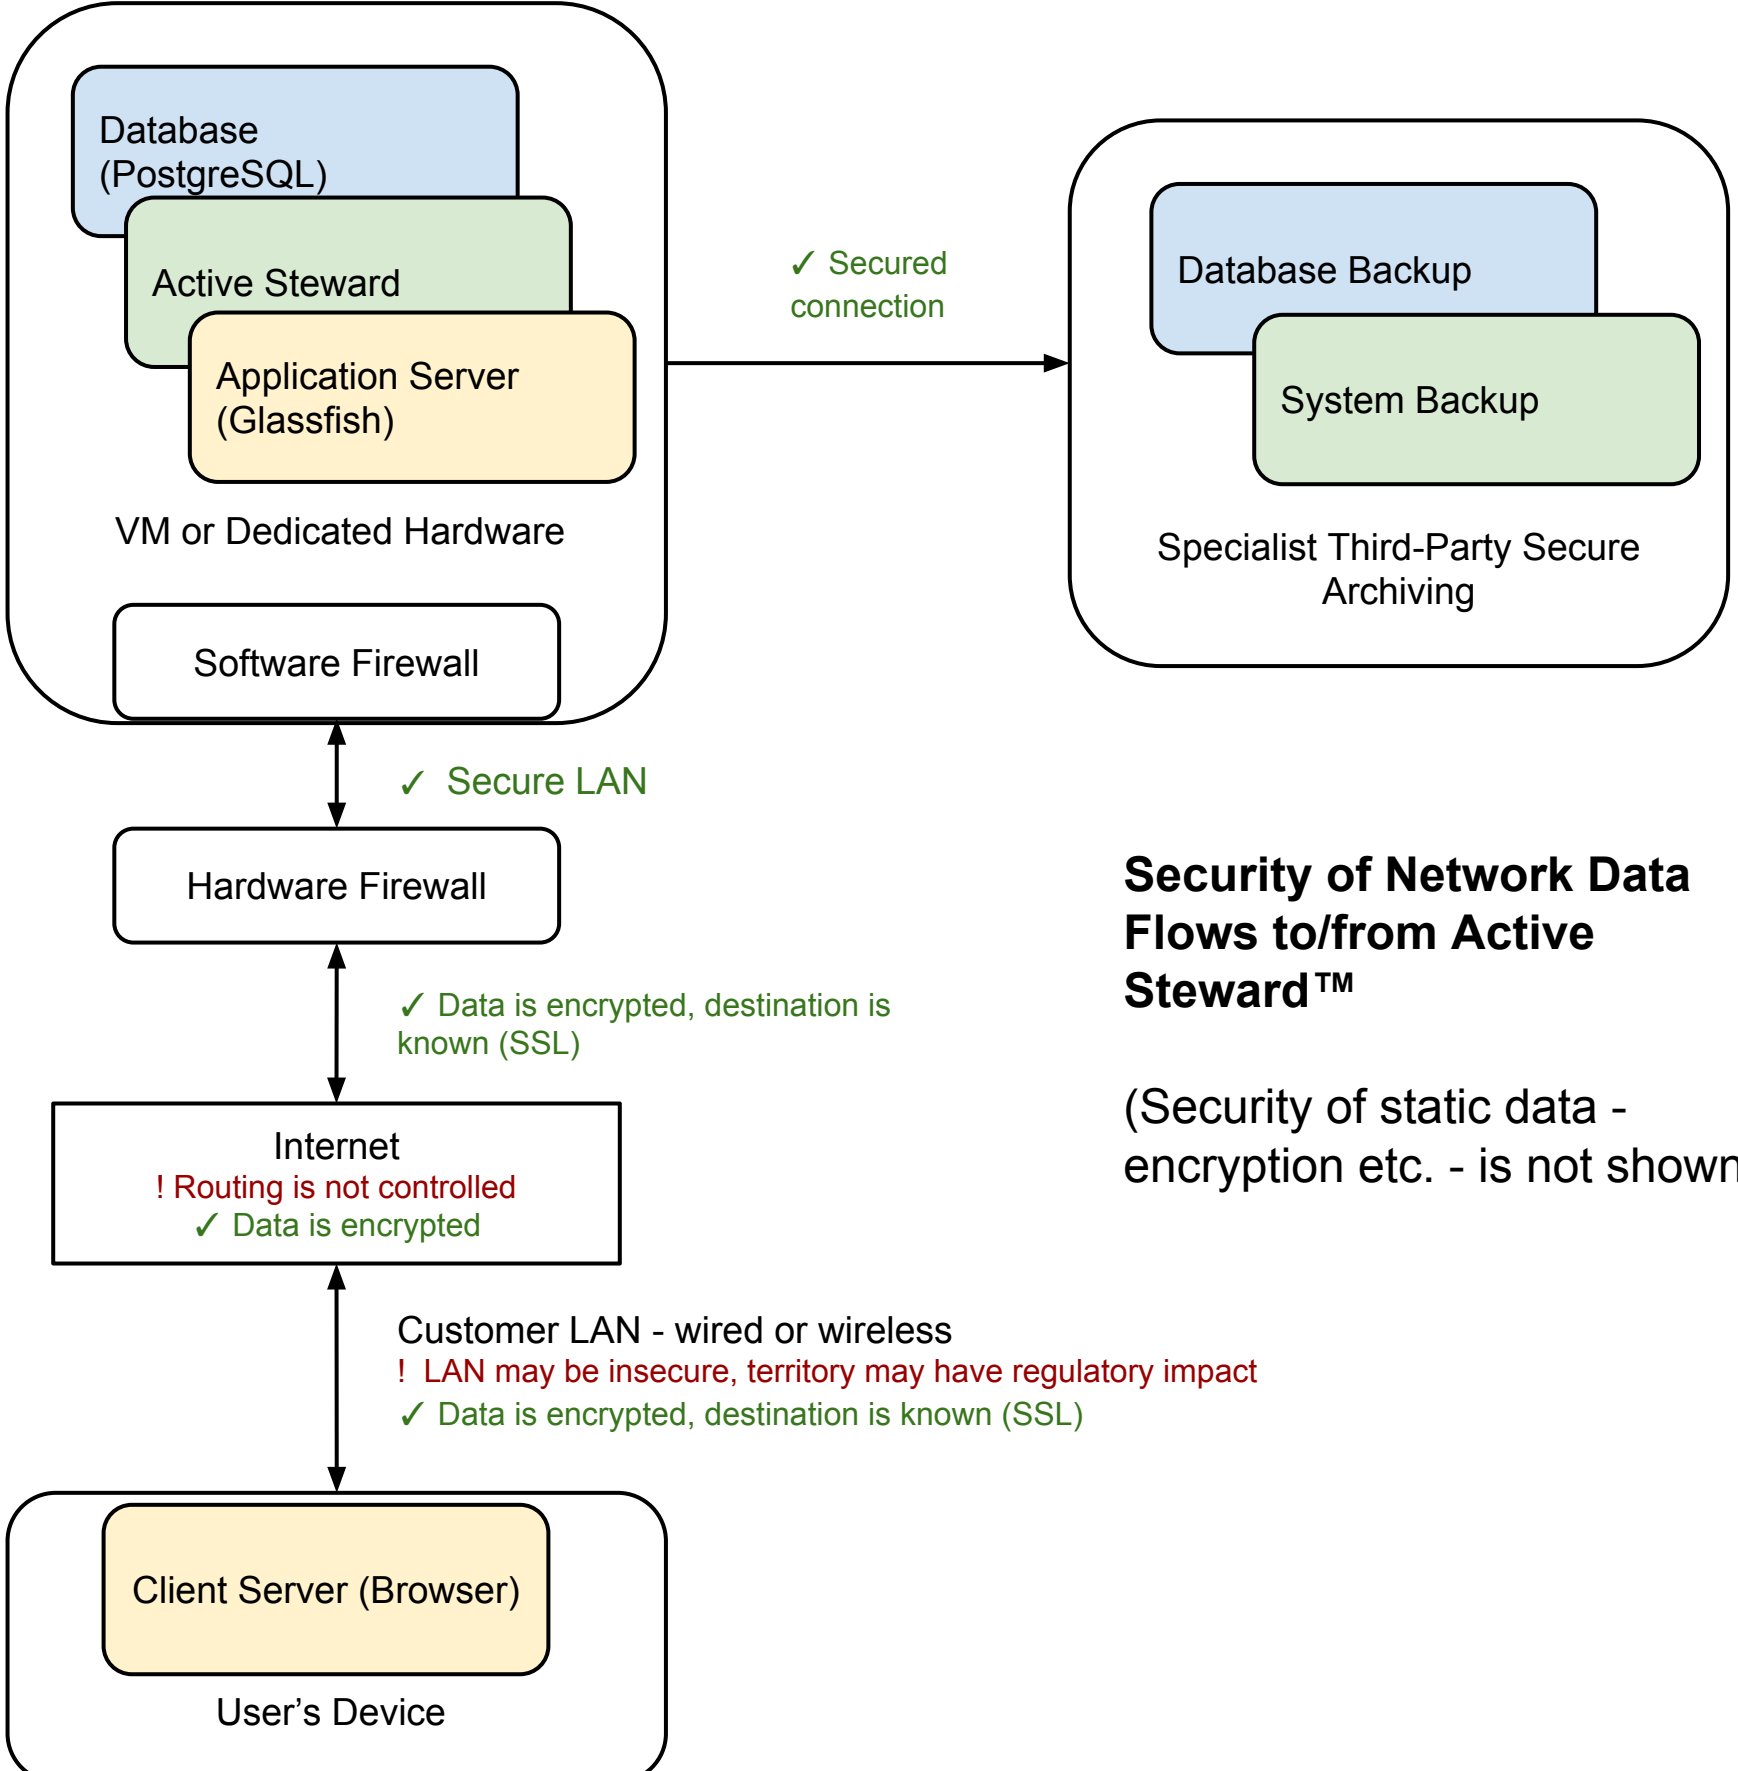 Database
(PostgreSQL)
Active Steward
Application Server
(Glassfish)
VM or Dedicated Hardware
Software Firewall
✓ Secured
connection
Database Backup
System Backup
Specialist Third-Party Secure
Archiving
✓ Secure LAN
Hardware Firewall
✓ Data is encrypted, destination is
known (SSL)
Internet
! Routing is not controlled
✓ Data is encrypted
Customer LAN - wired or wireless
! LAN may be insecure, territory may have regulatory impact
✓ Data is encrypted, destination is known (SSL)
Client Server (Browser)
User’s Device
Security of Network Data
Flows to/from Active
Steward™
(Security of static data -
encryption etc. - is not shown